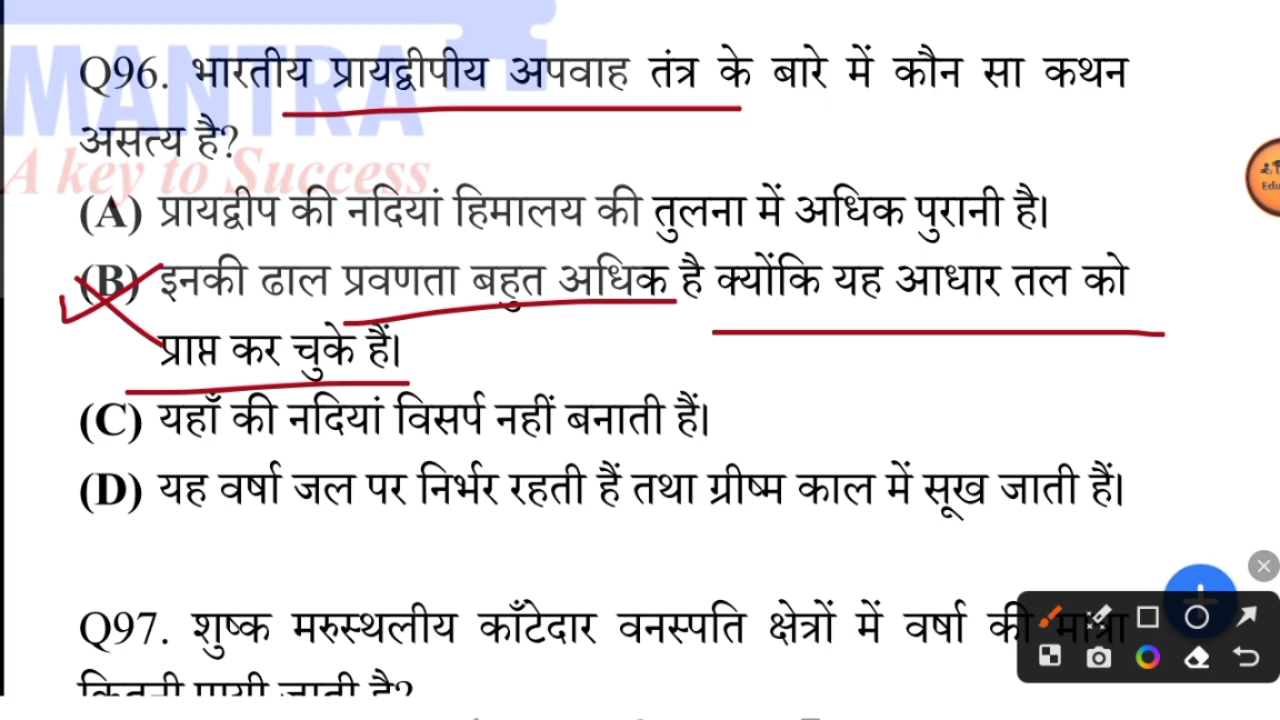 MANTRA
A key to Success
Q96. भारतीय प्रायद्वीपीय अपवाह तंत्र के बारे में कौन सा कथन
असत्य है?
(A) प्रायद्वीप की नदियां हिमालय की तुलना में अधिक पुरानी है।
(B) इनकी ढाल प्रवणता बहुत अधिक है क्योंकि यह आधार तल को
प्राप्त कर चुके हैं।
(C) यहाँ की नदियां विसर्प नहीं बनाती हैं।
(D) यह वर्षा जल पर निर्भर रहती हैं तथा ग्रीष्म काल में सूख जाती हैं।
Q97. शुष्क मरुस्थलीय काँटेदार वनस्पति क्षेत्रों में वर्षा की मात्रा
कितनी पायी जाती है?